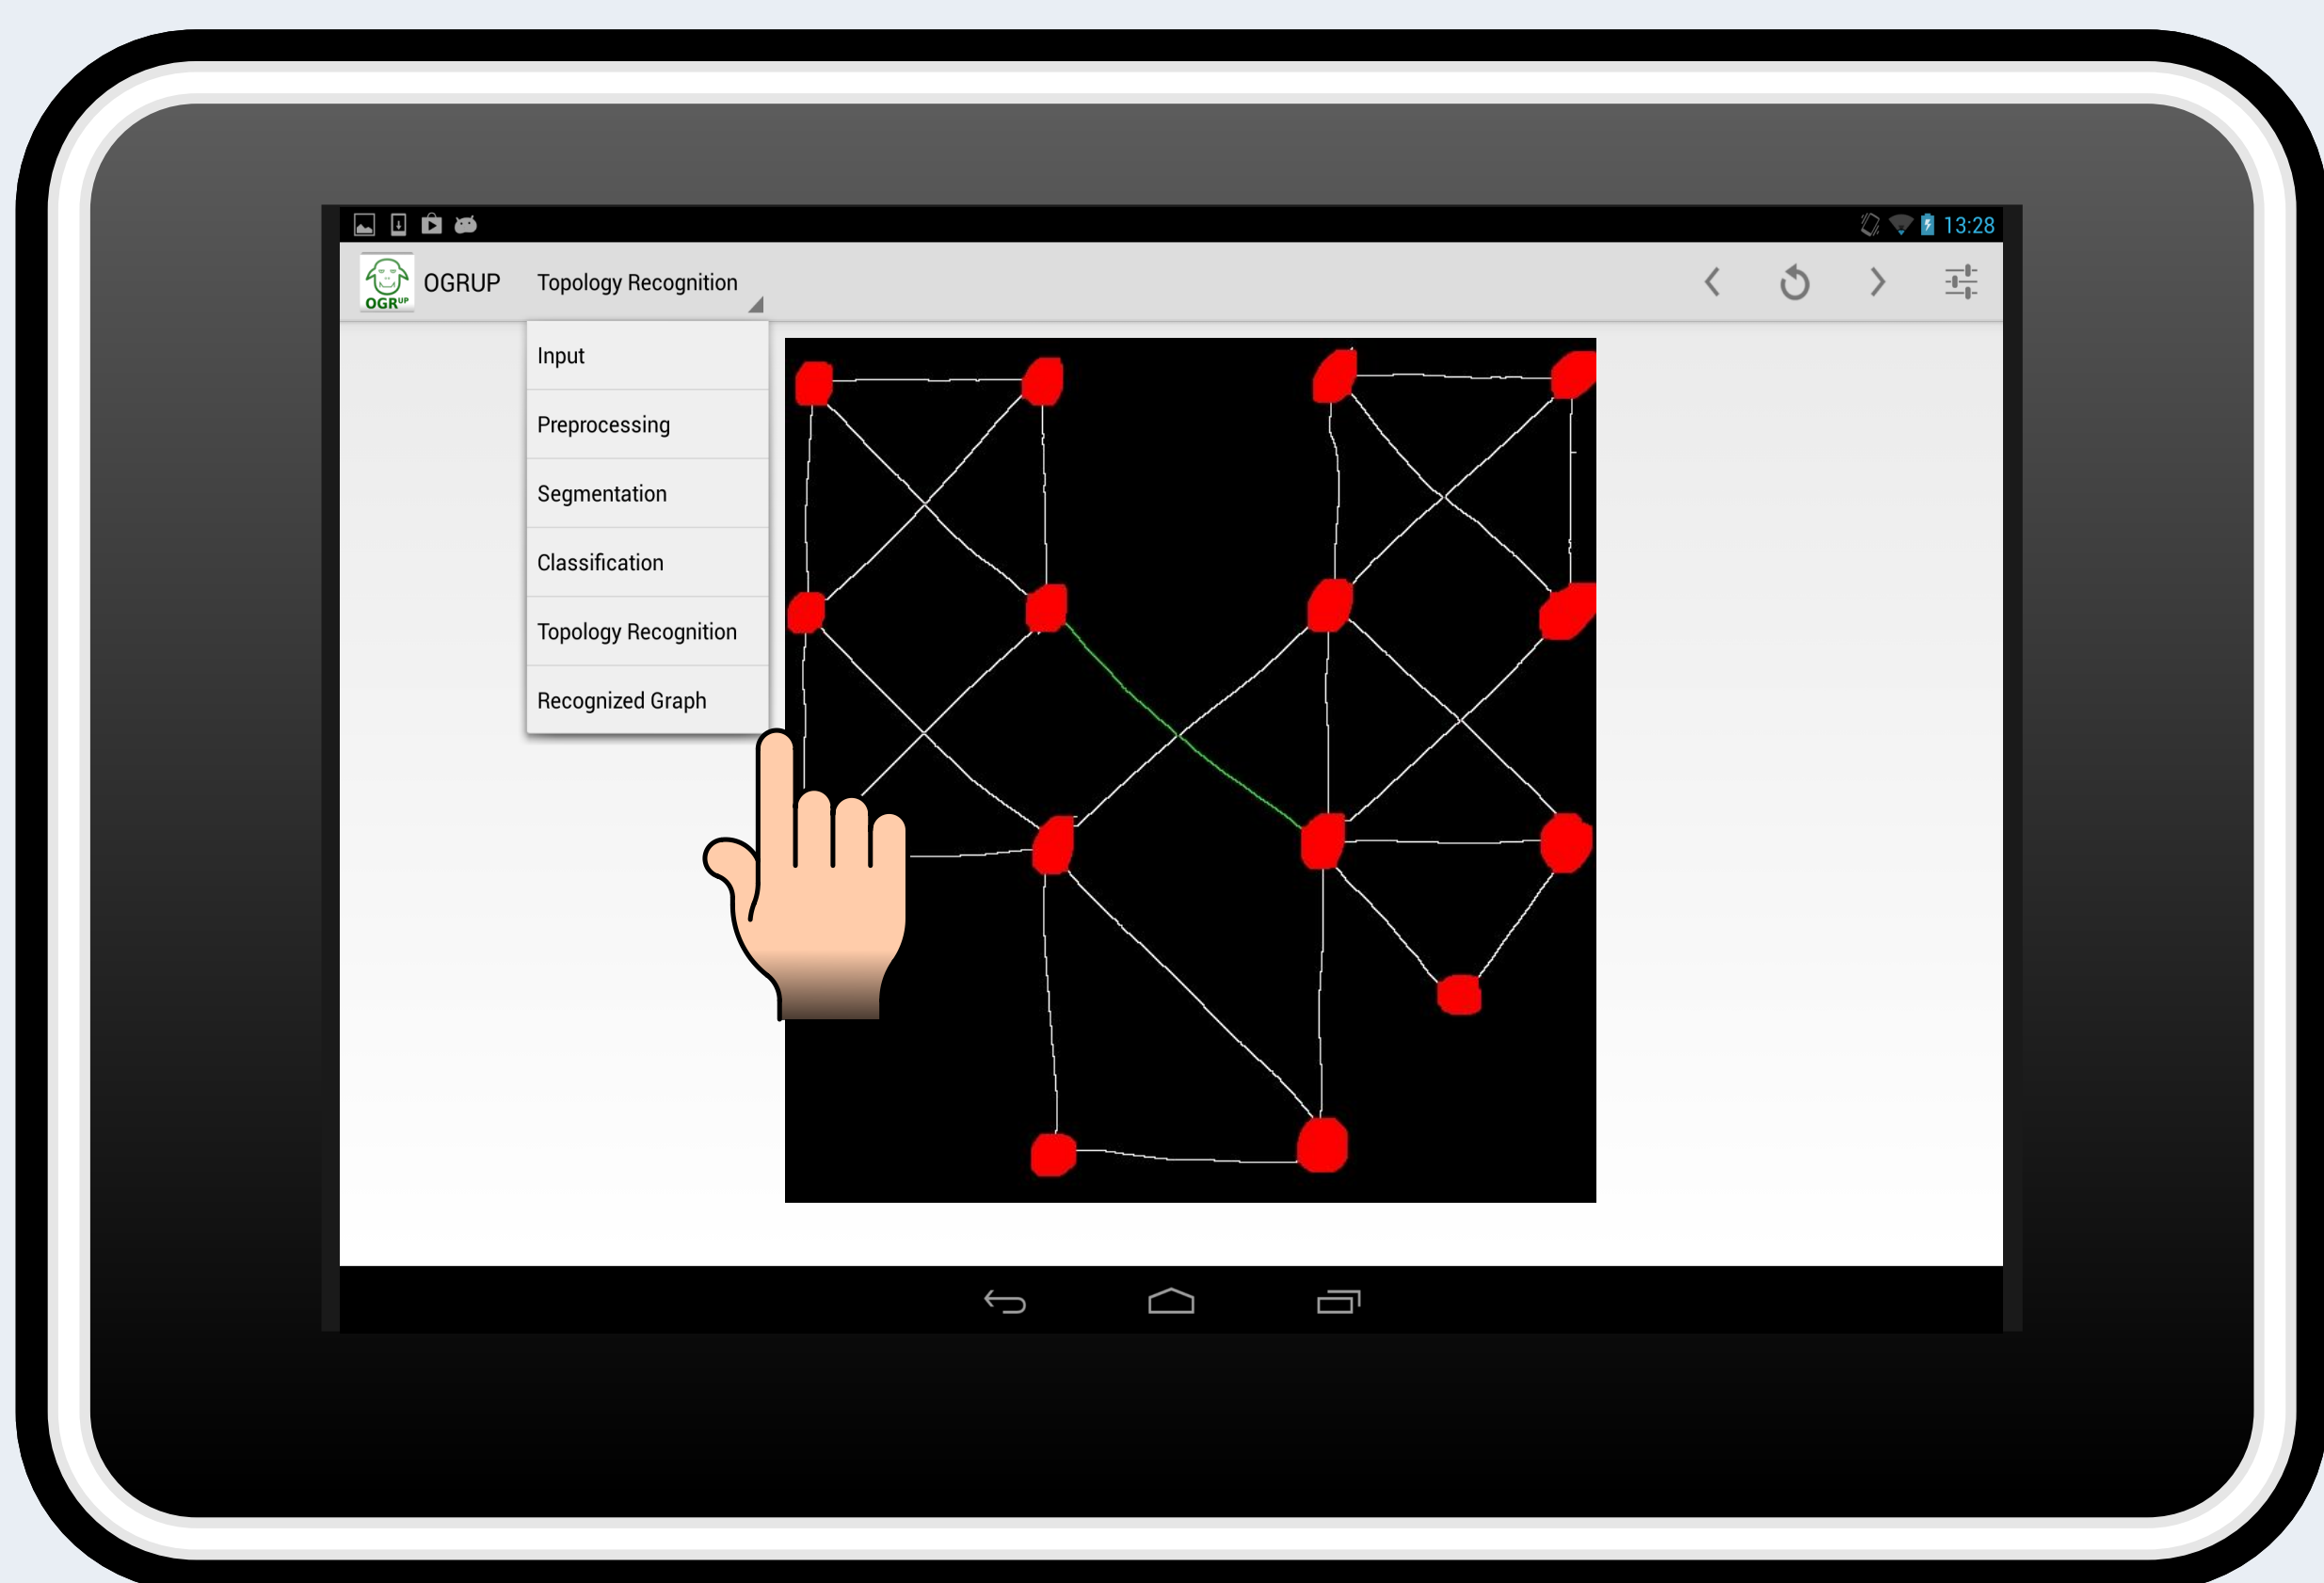 13:28
OGRUP
OGRUP Topology Recognition
Input
Preprocessing
Segmentation
Classification
Topology Recognition
Recognized Graph